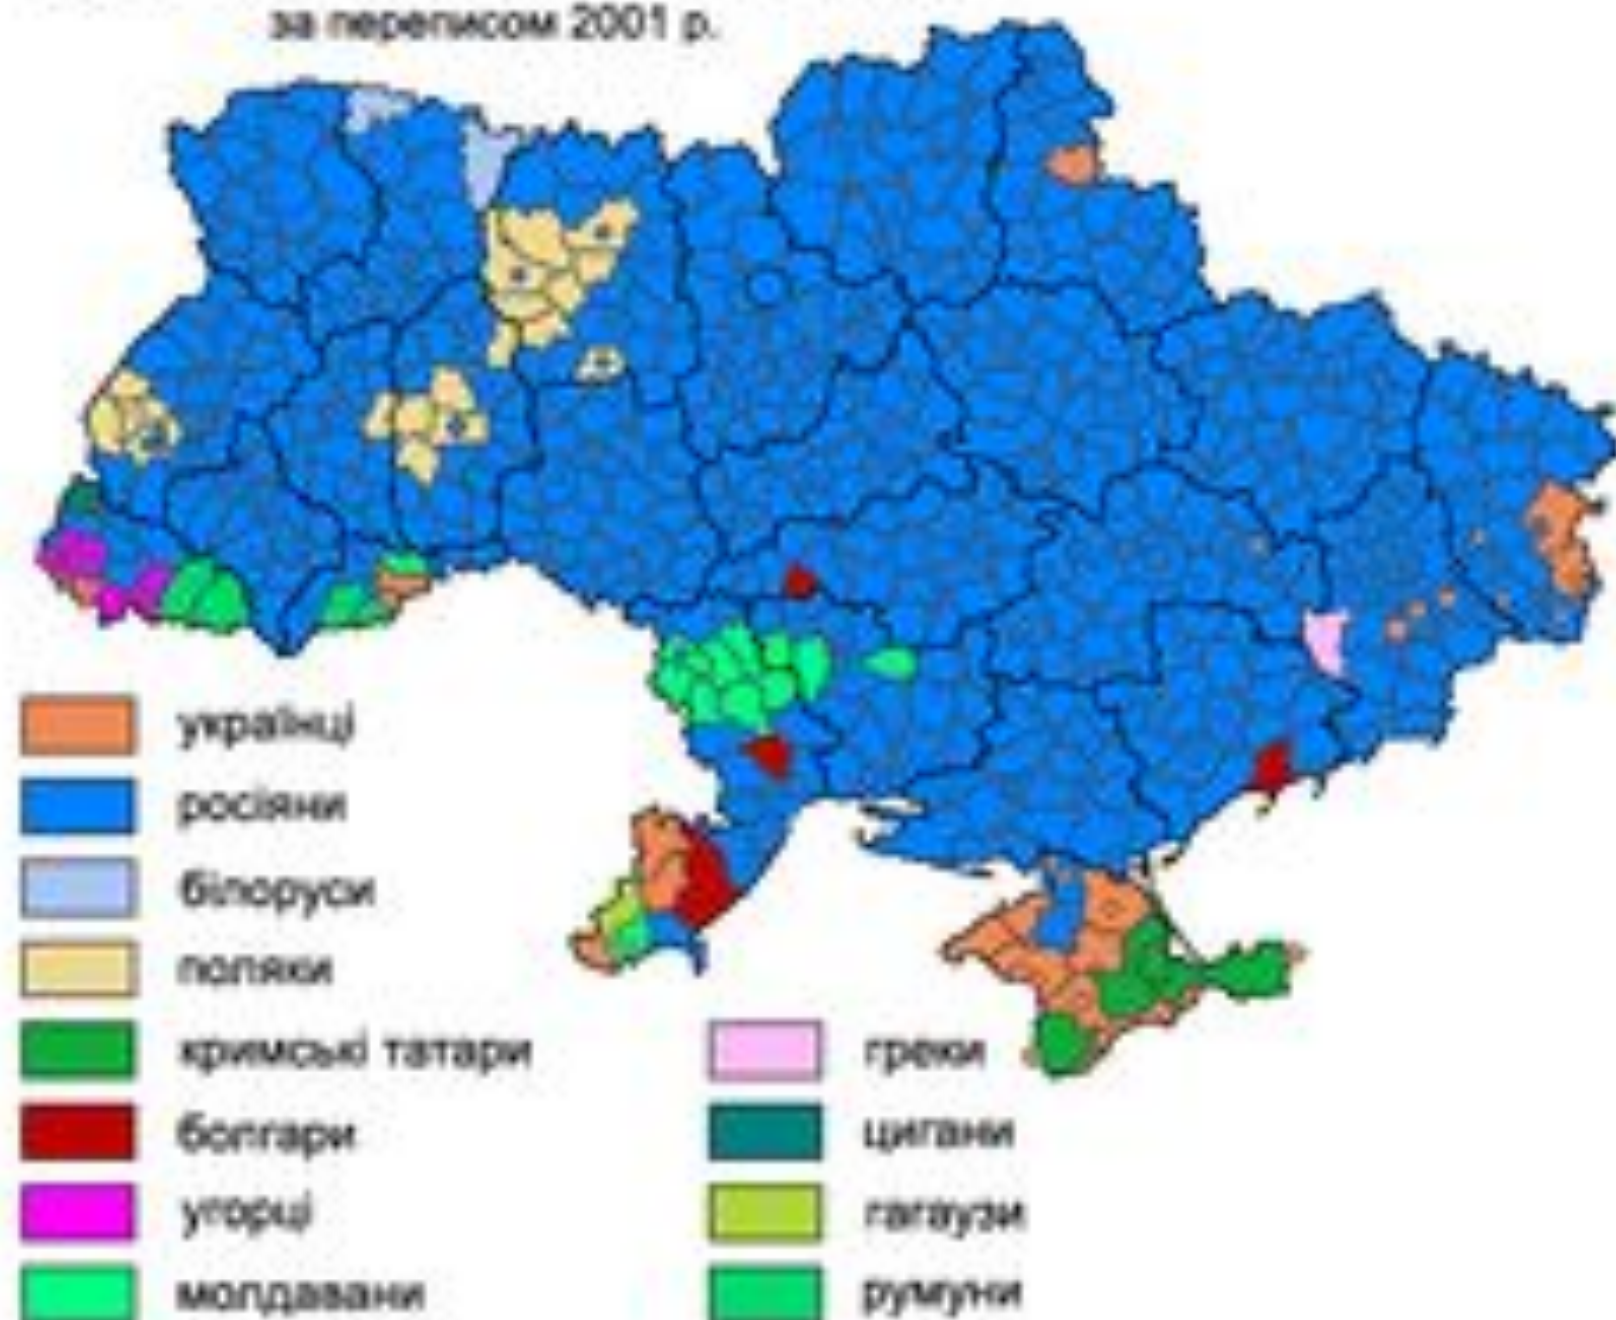 за переписом 2001 р.
українці
росіяни
білоруси
поляки
кримські татари
болгари
угорці
молдавани
греки
цигани
гагаузи
румуни